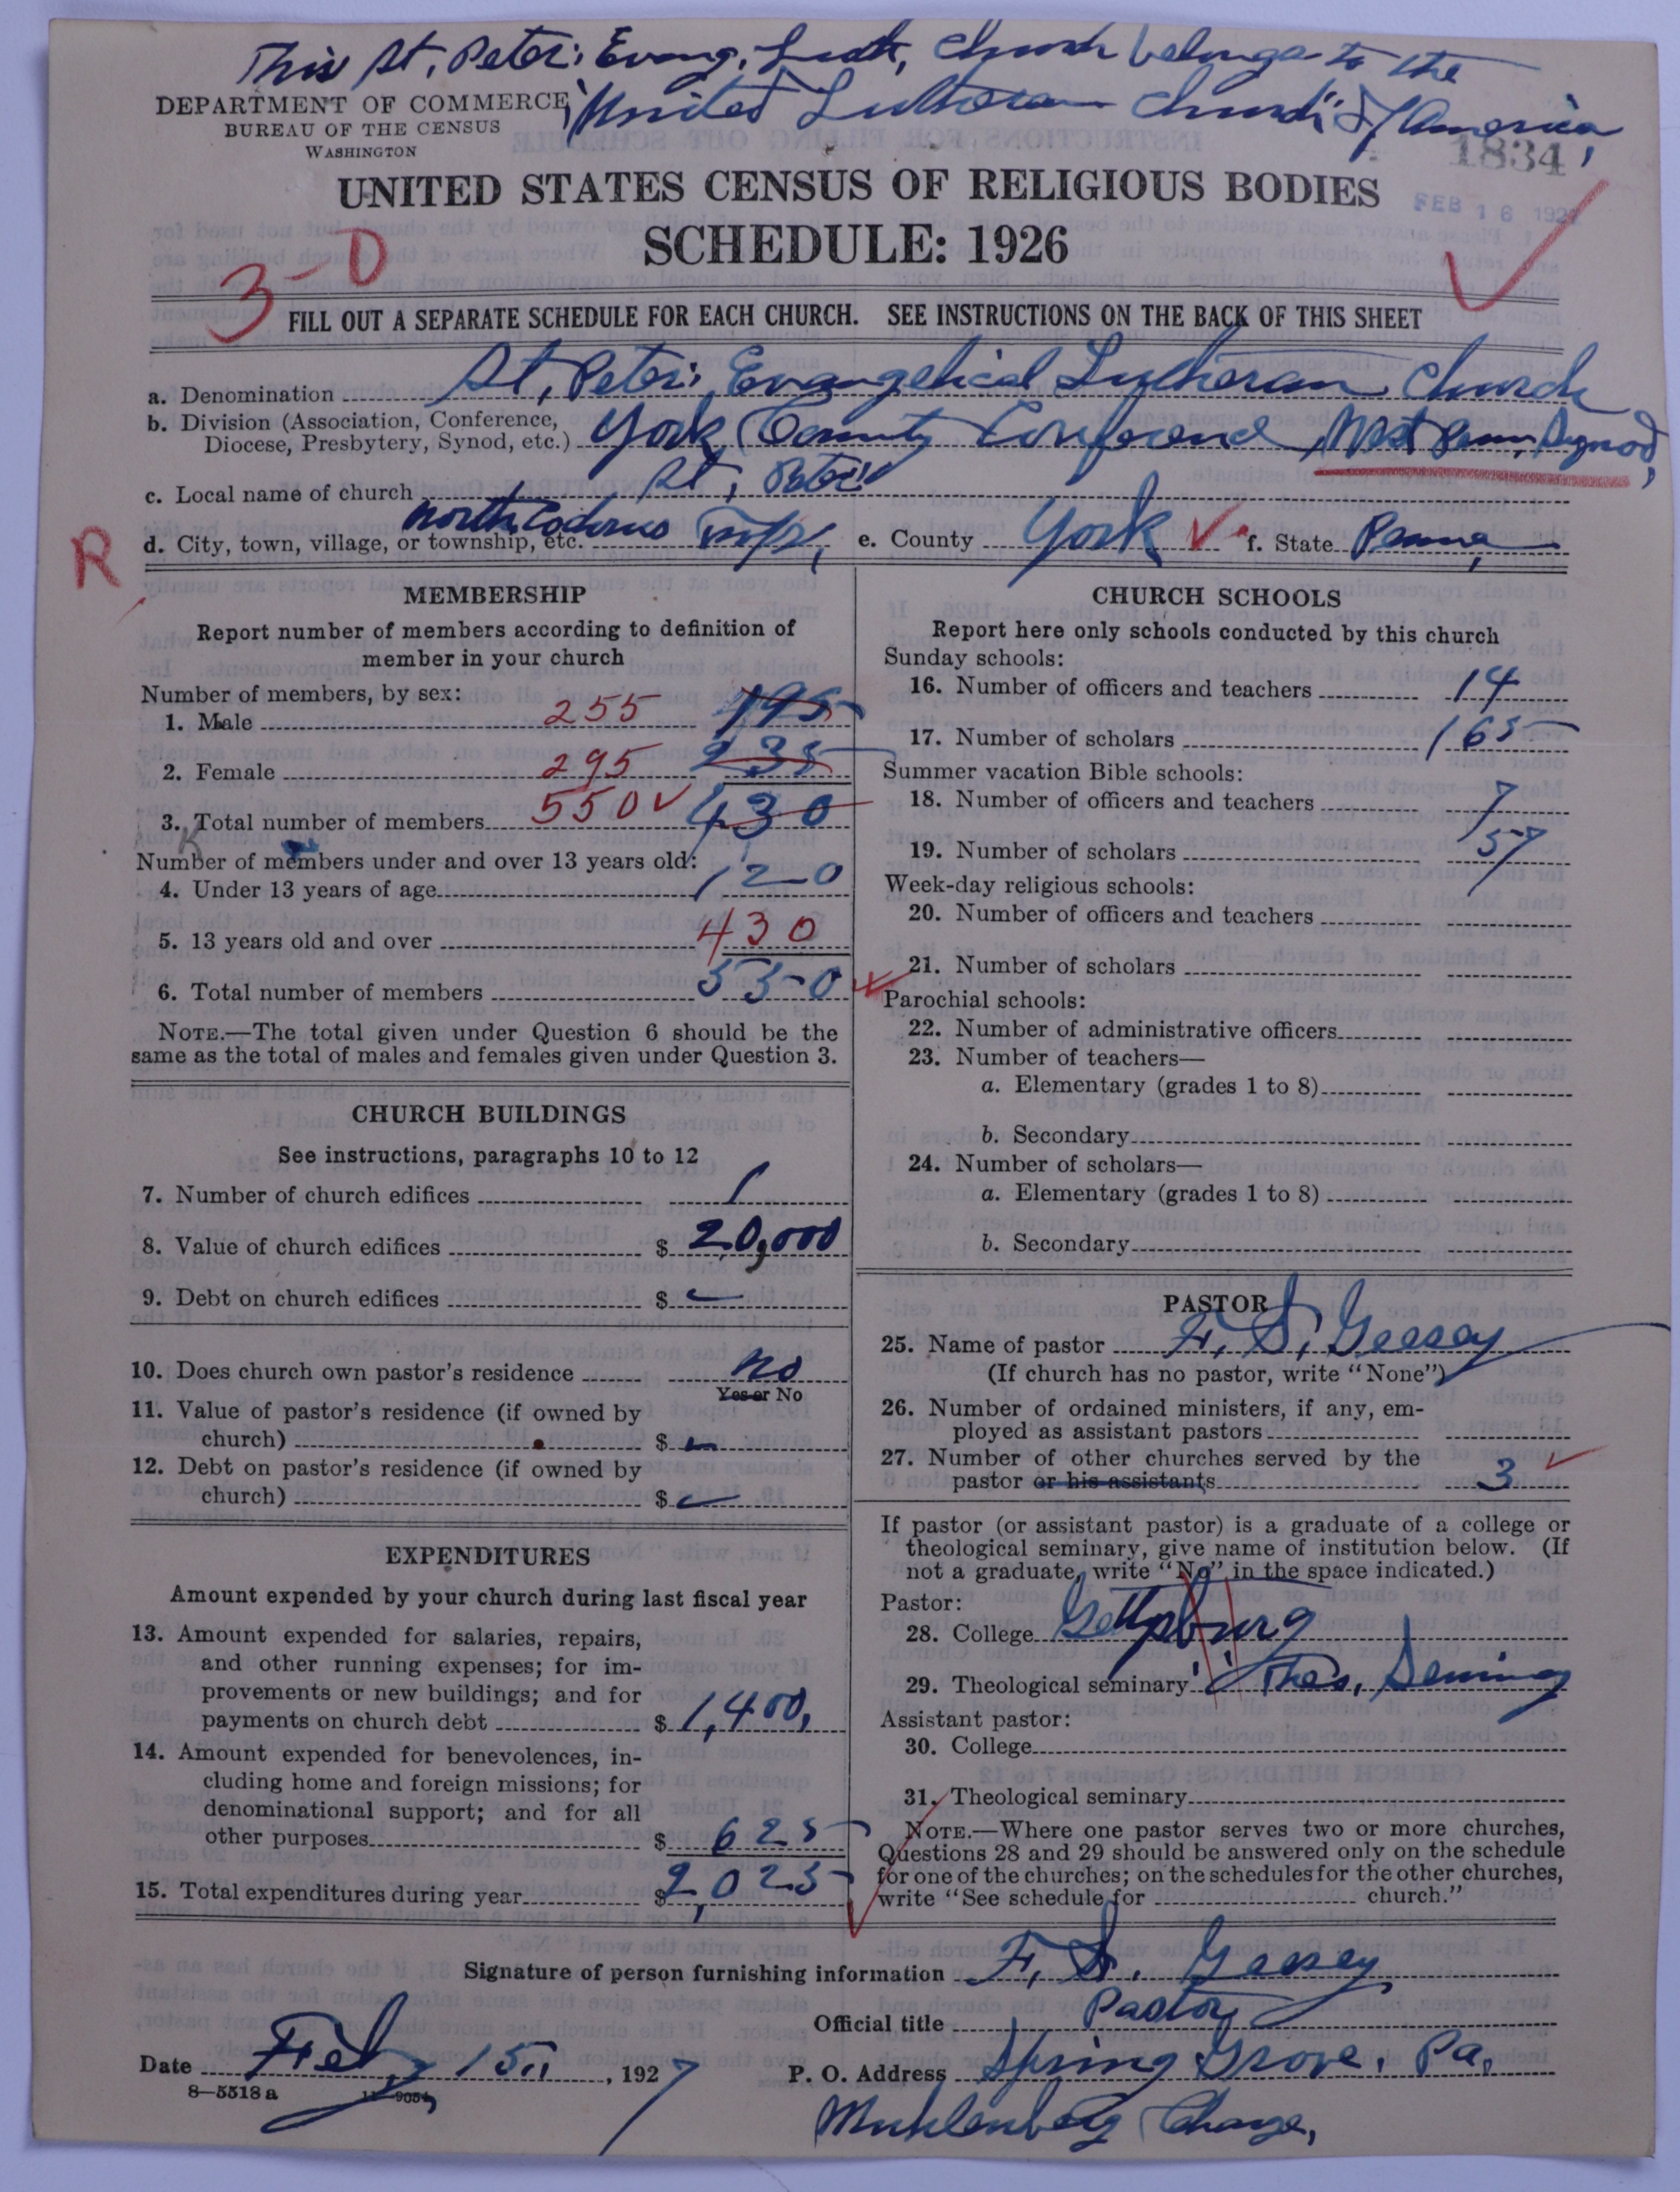 This St. Peter's Evang. Luth. Church belongs to the
"United Lutheran Church" of America,
DEPARTMENT OF COMMERCE
BUREAU OF THE CENSUS
WASHINGTON
1834
UNITED STATES CENSUS OF RELIGIOUS BODIES
FEB 16 1927
SCHEDULE: 1926
3-D
FILL OUT A SEPARATE SCHEDULE FOR EACH CHURCH. SEE INSTRUCTIONS ON THE BACK OF THIS SHEET
a. Denomination St. Peter's Evangelical Lutheran Church
b. Division (Association, Conference,
Diocese, Presbytery, Synod, etc.) York County Conference, West Penn. Synod,
c. Local name of church St. Peter's
R
d. City, town, village, or township, etc. North Codorus Twp. e. County York f. State Penna,
MEMBERSHIP
Report number of members according to definition of
member in your church
Number of members, by sex:
1. Male 255 195
2. Female 295 235
3. Total number of members 550 430
Number of members under and over 13 years old:
4. Under 13 years of age 120
5. 13 years old and over 430
6. Total number of members 550
NOTE.—The total given under Question 6 should be the
same as the total of males and females given under Question 3.
CHURCH BUILDINGS
See instructions, paragraphs 10 to 12
7. Number of church edifices 1
8. Value of church edifices $ 20,000
9. Debt on church edifices $ —
10. Does church own pastor's residence No
Yes or No
11. Value of pastor's residence (if owned by
church) $ —
12. Debt on pastor's residence (if owned by
church) $ —
EXPENDITURES
Amount expended by your church during last fiscal year
13. Amount expended for salaries, repairs,
and other running expenses; for im-
provements or new buildings; and for
payments on church debt $ 1,400,
14. Amount expended for benevolences, in-
cluding home and foreign missions; for
denominational support; and for all
other purposes $ 625
15. Total expenditures during year $ 2,025
CHURCH SCHOOLS
Report here only schools conducted by this church
Sunday schools:
16. Number of officers and teachers 14
17. Number of scholars 165
Summer vacation Bible schools:
18. Number of officers and teachers 7
19. Number of scholars 57
Week-day religious schools:
20. Number of officers and teachers
21. Number of scholars
Parochial schools:
22. Number of administrative officers
23. Number of teachers—
a. Elementary (grades 1 to 8)
b. Secondary
24. Number of scholars—
a. Elementary (grades 1 to 8)
b. Secondary
PASTOR
25. Name of pastor F. S. Geesey
(If church has no pastor, write "None")
26. Number of ordained ministers, if any, em-
ployed as assistant pastors
27. Number of other churches served by the
pastor or his assistants 3
If pastor (or assistant pastor) is a graduate of a college or
theological seminary, give name of institution below. (If
not a graduate, write "No" in the space indicated.)
Pastor:
28. College Gettysburg
29. Theological seminary " Theo. Seminary
Assistant pastor:
30. College
31. Theological seminary
NOTE.—Where one pastor serves two or more churches,
Questions 28 and 29 should be answered only on the schedule
for one of the churches; on the schedules for the other churches,
write "See schedule for church."
Signature of person furnishing information F. S. Geesey
Official title Pastor
Date Feb. 15, , 1927 P. O. Address Spring Grove, Pa.
8—5518 a 11—9054
Muhlenberg Charge,